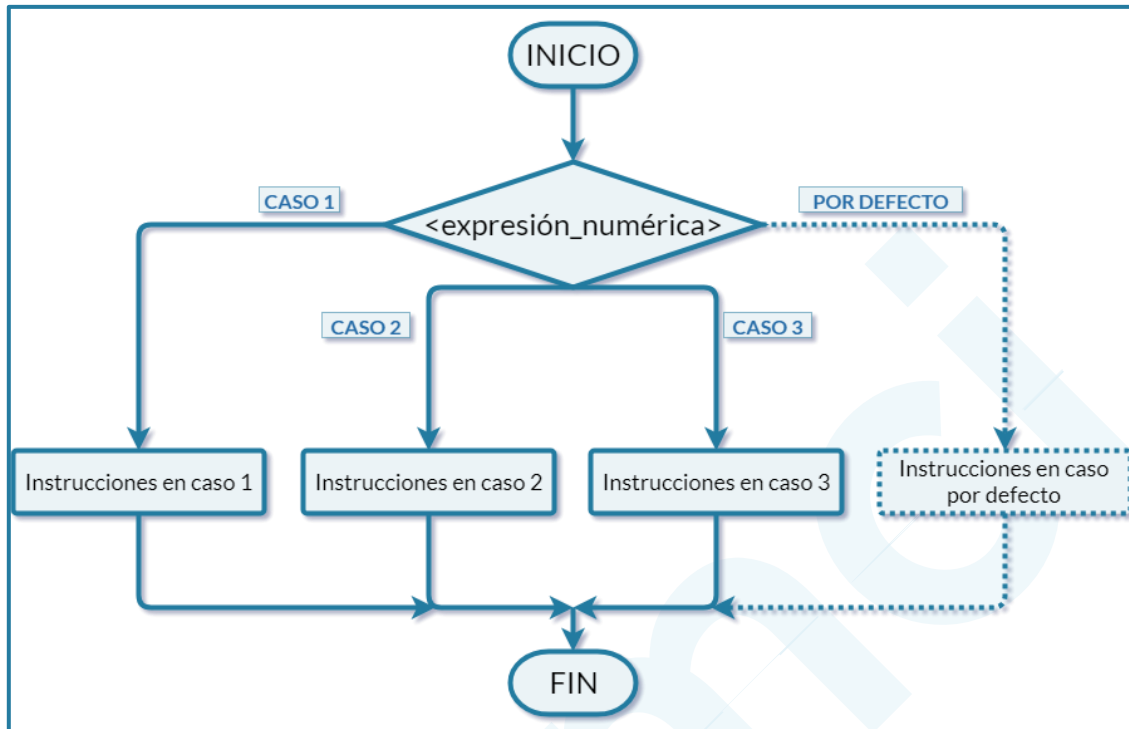 INICIO
CASO 1
POR DEFECTO
<expresión_numérica>
CASO 2
CASO 3
Instrucciones en caso 1
Instrucciones en caso 2
Instrucciones en caso 3
Instrucciones en caso
por defecto
FIN